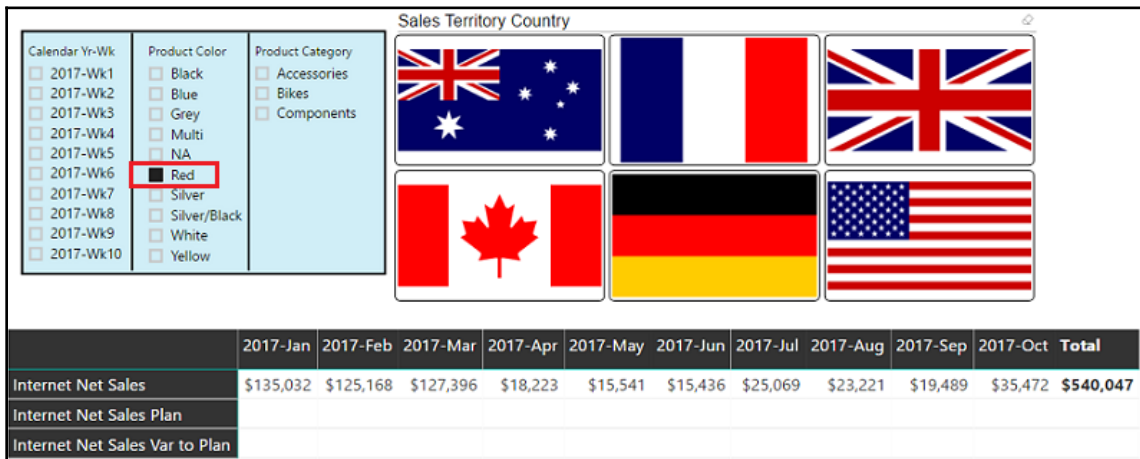 Sales Territory Country
Calendar Yr-Wk Product Color Product Category
2017-Wk1 Black Accessories
2017-Wk2 Blue Bikes
2017-Wk3 Grey Components
2017-Wk4 Multi
2017-Wk5 NA
2017-Wk6 Red
2017-Wk7 Silver
2017-Wk8 Silver/Black
2017-Wk9 White
2017-Wk10 Yellow
2017-Jan 2017-Feb 2017-Mar 2017-Apr 2017-May 2017-Jun 2017-Jul 2017-Aug 2017-Sep 2017-Oct Total
Internet Net Sales $135,032 $125,168 $127,396 $18,223 $15,541 $15,436 $25,069 $23,221 $19,489 $35,472 $540,047
Internet Net Sales Plan
Internet Net Sales Var to Plan